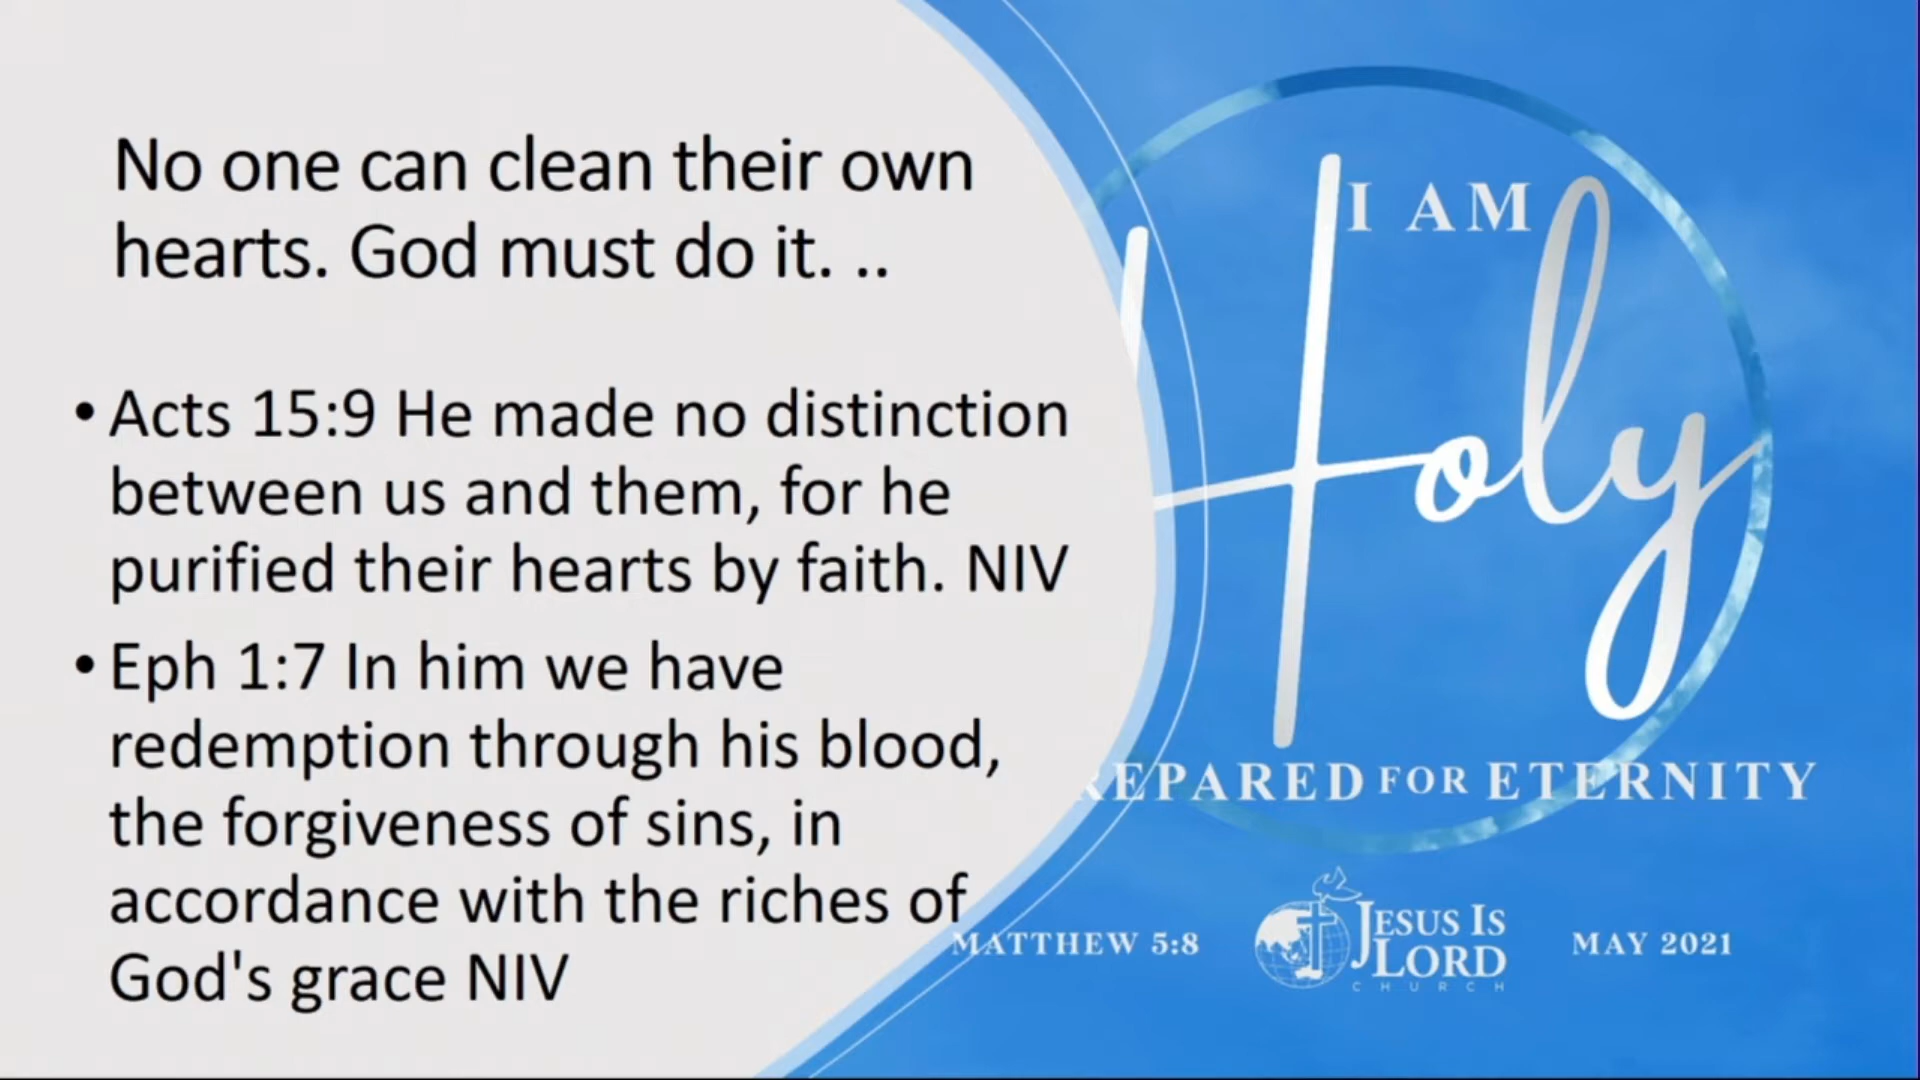 No one can clean their own
hearts. God must do it. ..
• Acts 15:9 He made no distinction
between us and them, for he
purified their hearts by faith. NIV
• Eph 1:7 In him we have
redemption through his blood,
the forgiveness of sins, in
accordance with the riches of
God's grace NIV
I AM
Holy
REPARED FOR ETERNITY
MATTHEW 5:8
JESUS IS
LORD
CHURCH
MAY 2021